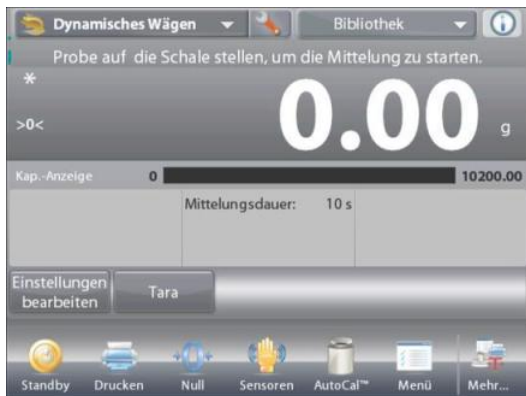 Dynamisches Wägen Bibliothek
Probe auf die Schale stellen, um die Mittelung zu starten.
*
>0< 0.00 g
Kap.-Anzeige 0 10200.00
Mittelungsdauer: 10 s
Einstellungen
bearbeiten
Tara
Standby Drucken Null Sensoren AutoCal™ Menü Mehr...